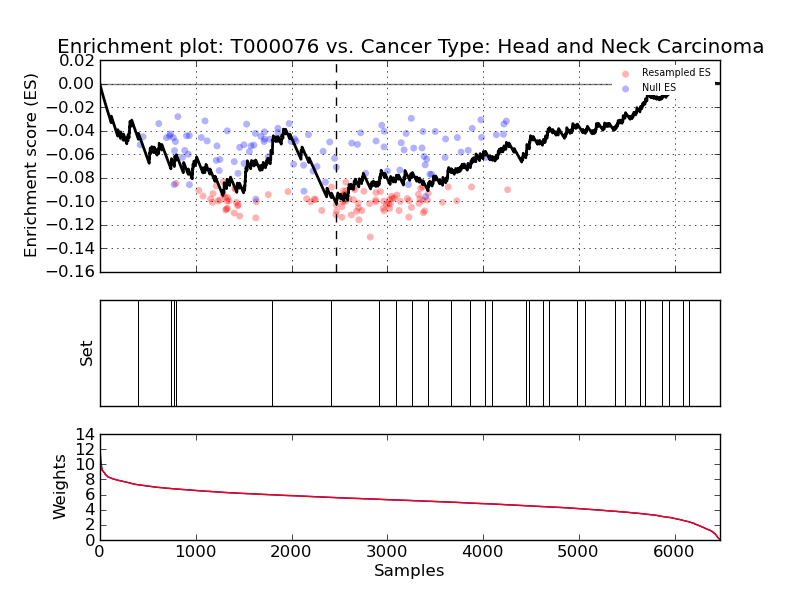 Enrichment plot: T000076 vs. Cancer Type: Head and Neck Carcinoma
0.02
0.00
−0.02
−0.04
−0.06
−0.08
−0.10
−0.12
−0.14
−0.16
Enrichment score (ES)
Resampled ES
Null ES
Set
14
12
10
8
6
4
2
0
Weights
0 1000 2000 3000 4000 5000 6000
Samples